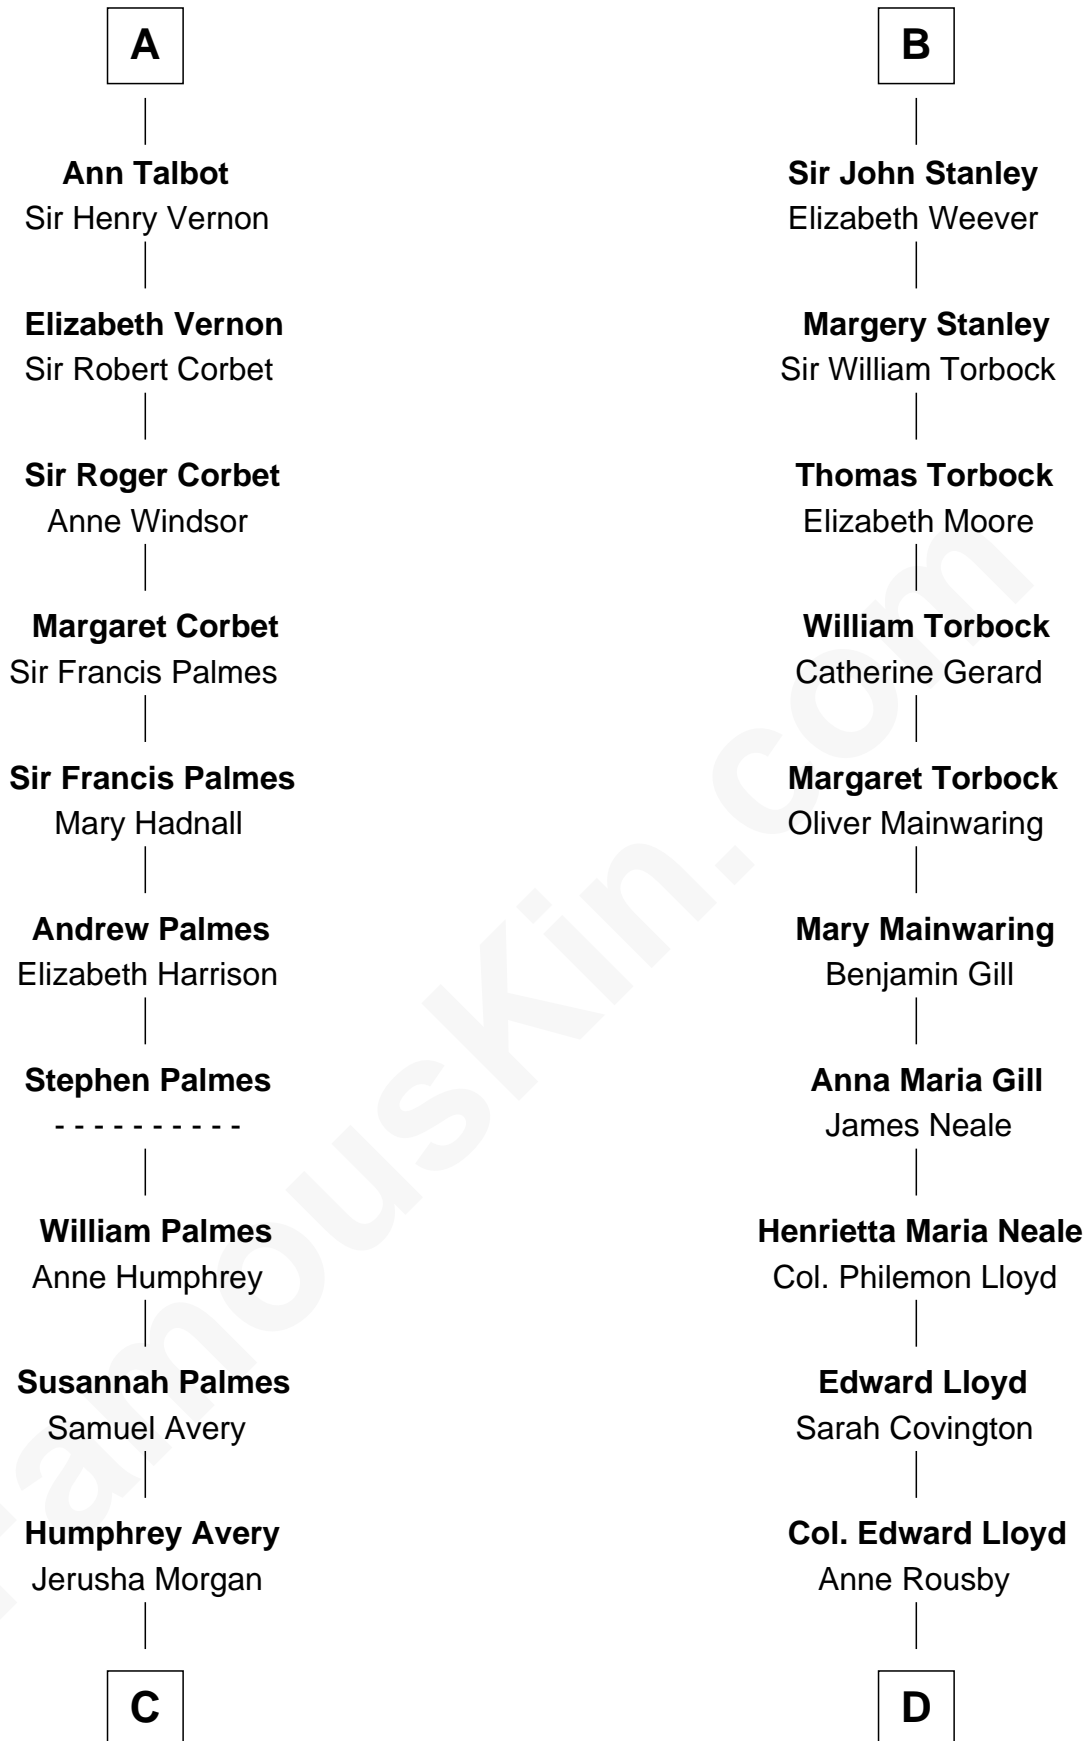 A
Ann Talbot
Sir Henry Vernon
Elizabeth Vernon
Sir Robert Corbet
Sir Roger Corbet
Anne Windsor
Margaret Corbet
Sir Francis Palmes
Sir Francis Palmes
Mary Hadnall
Andrew Palmes
Elizabeth Harrison
Stephen Palmes
- - - - - - - - - -
William Palmes
Anne Humphrey
Susannah Palmes
Samuel Avery
Humphrey Avery
Jerusha Morgan
C
B
Sir John Stanley
Elizabeth Weever
Margery Stanley
Sir William Torbock
Thomas Torbock
Elizabeth Moore
William Torbock
Catherine Gerard
Margaret Torbock
Oliver Mainwaring
Mary Mainwaring
Benjamin Gill
Anna Maria Gill
James Neale
Henrietta Maria Neale
Col. Philemon Lloyd
Edward Lloyd
Sarah Covington
Col. Edward Lloyd
Anne Rousby
D
FamousKin.com